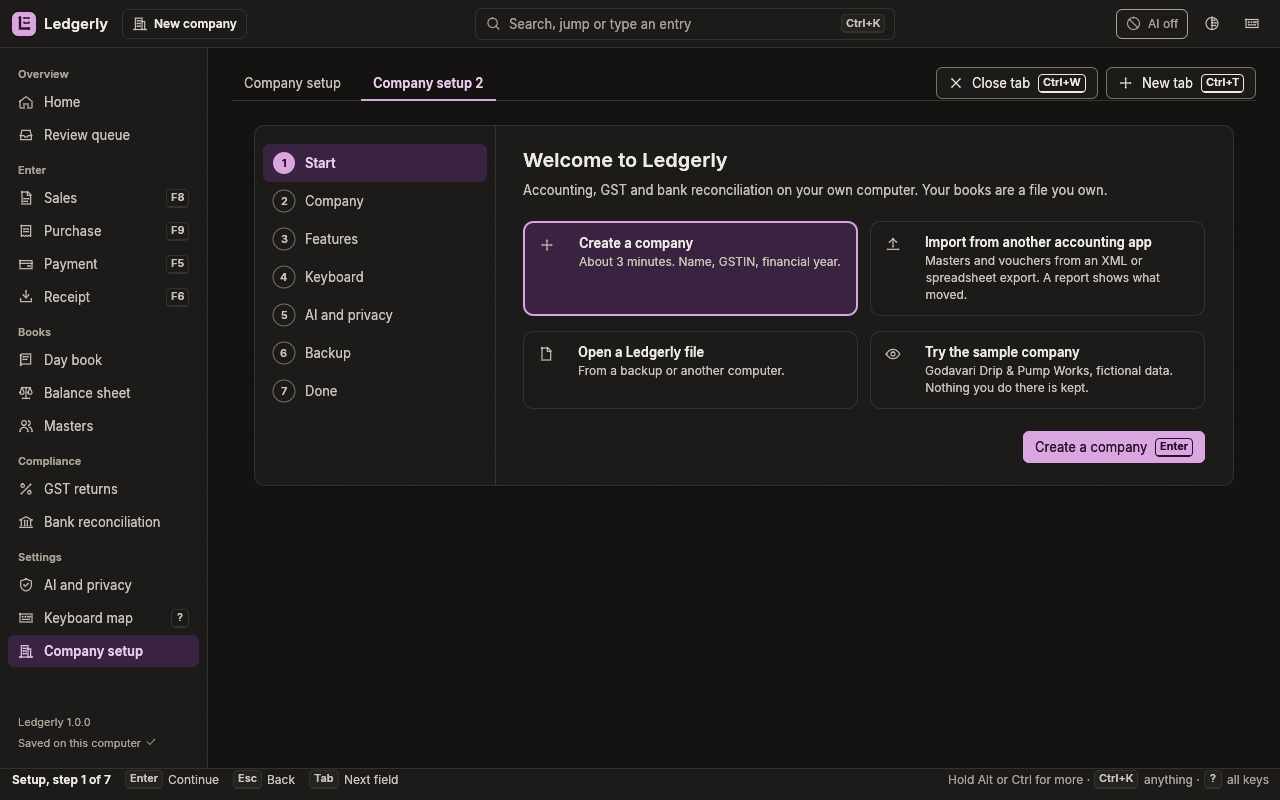 Ledgerly
New company
Search, jump or type an entry
Ctrl+K
AI off
Overview
Home
Review queue
Enter
Sales F8
Purchase F9
Payment F5
Receipt F6
Books
Day book
Balance sheet
Masters
Compliance
GST returns
Bank reconciliation
Settings
AI and privacy
Keyboard map ?
Company setup
Ledgerly 1.0.0
Saved on this computer
Company setup
Company setup 2
Close tab Ctrl+W
New tab Ctrl+T
1 Start
2 Company
3 Features
4 Keyboard
5 AI and privacy
6 Backup
7 Done
Welcome to Ledgerly
Accounting, GST and bank reconciliation on your own computer. Your books are a file you own.
Create a company
About 3 minutes. Name, GSTIN, financial year.
Import from another accounting app
Masters and vouchers from an XML or
spreadsheet export. A report shows what
moved.
Open a Ledgerly file
From a backup or another computer.
Try the sample company
Godavari Drip & Pump Works, fictional data.
Nothing you do there is kept.
Create a company Enter
Setup, step 1 of 7 Enter Continue Esc Back Tab Next field
Hold Alt or Ctrl for more · Ctrl+K anything · ? all keys